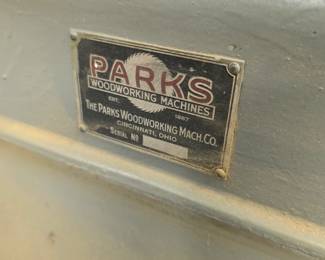 PARKS
WOODWORKING MACHINES
EST. 1887
THE PARKS WOODWORKING MACH. CO.
CINCINNATI, OHIO
SERIAL NO